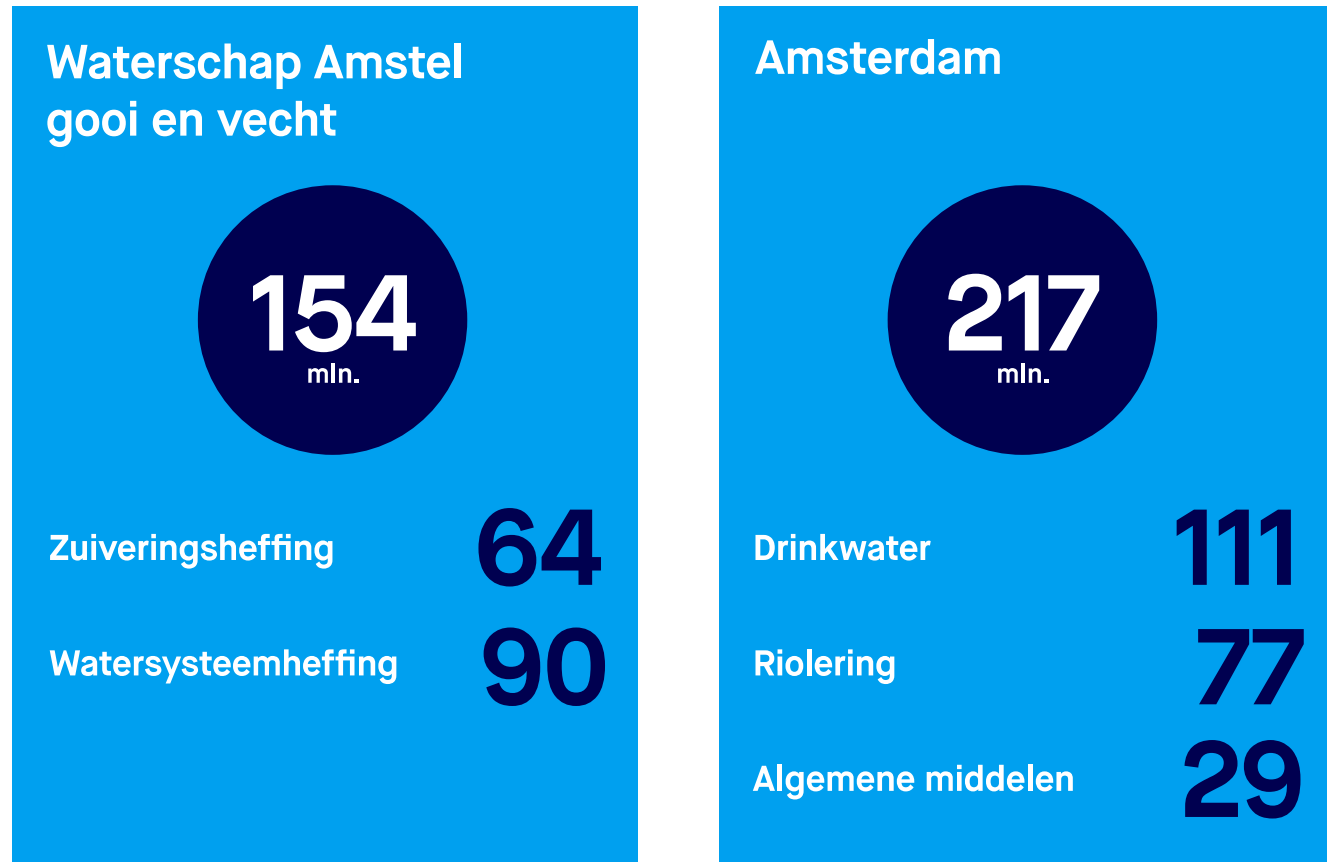 Waterschap Amstel
gooi en vecht
154
mln.
Zuiveringsheffing 64
Watersysteemheffing 90
Amsterdam
217
mln.
Drinkwater 111
Riolering 77
Algemene middelen 29